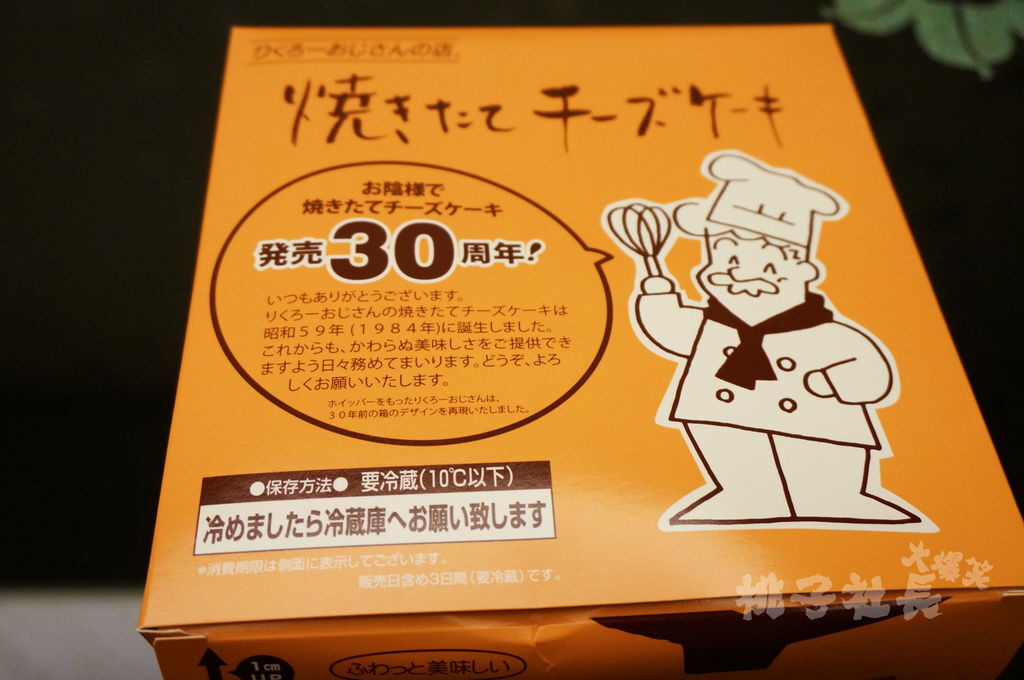 りくろーおじさんの店。
焼きたてチーズケーキ
お陰様で
焼きたてチーズケーキ
発売30周年!
いつもありがとうございます。
りくろーおじさんの焼きたてチーズケーキは
昭和59年(1984年)に誕生しました。
これからも、かわらぬ美味しさをご提供でき
ますよう日々務めてまいります。どうぞ、よろ
しくお願いいたします。
ホイッパーをもったりくろーおじさんは、
30年前の箱のデザインを再現いたしました。
●保存方法● 要冷蔵(10℃以下)
冷めましたら冷蔵庫へお願い致します
*消費期限は側面に表示してございます。
販売日含め3日間(要冷蔵)です。
大爆笑
桃子社長
1cm
UP
ふわっと美味しい